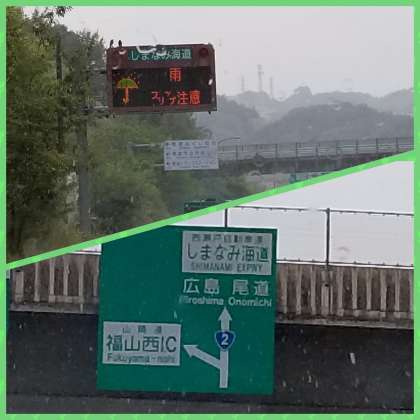 しまなみ海道
雨
スリップ注意
西瀬戸自動車道
しまなみ海道
SHIMANAMI EXPWY
広島 尾道
Hiroshima Onomichi
2
山陽道
福山西IC
Fukuyama-nishi